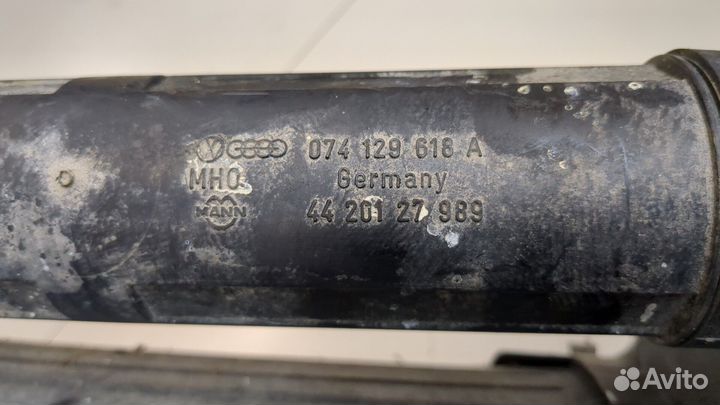 074 129 618 A
MHO Germany
MANN 44 201 27 989
Avito